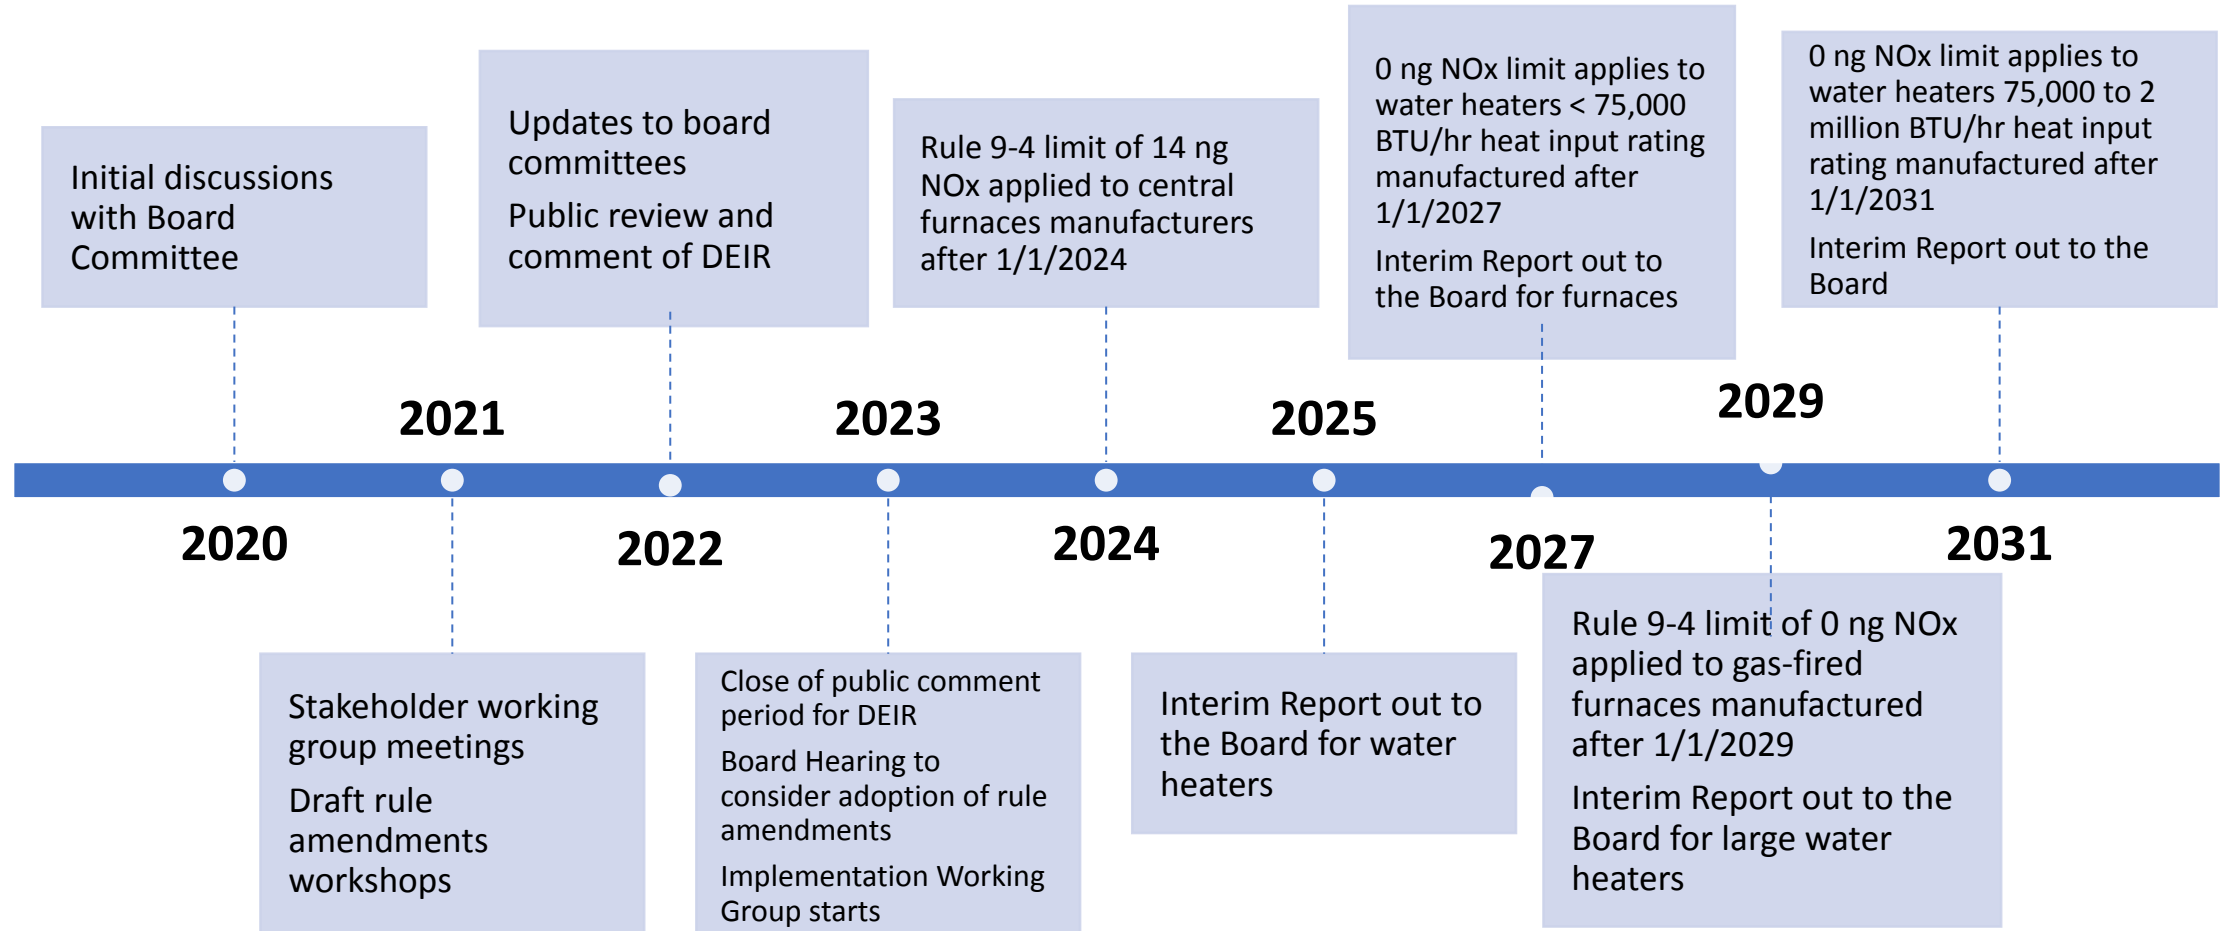 Initial discussions
with Board
Committee
Updates to board
committees
Public review and
comment of DEIR
Rule 9-4 limit of 14 ng
NOx applied to central
furnaces manufacturers
after 1/1/2024
0 ng NOx limit applies to
water heaters < 75,000
BTU/hr heat input rating
manufactured after
1/1/2027
Interim Report out to
the Board for furnaces
0 ng NOx limit applies to
water heaters 75,000 to 2
million BTU/hr heat input
rating manufactured after
1/1/2031
Interim Report out to the
Board
2021
2023
2025
2029
2020
2022
2024
2027
2031
Stakeholder working
group meetings
Draft rule
amendments
workshops
Close of public comment
period for DEIR
Board Hearing to
consider adoption of rule
amendments
Implementation Working
Group starts
Interim Report out to
the Board for water
heaters
Rule 9-4 limit of 0 ng NOx
applied to gas-fired
furnaces manufactured
after 1/1/2029
Interim Report out to the
Board for large water
heaters